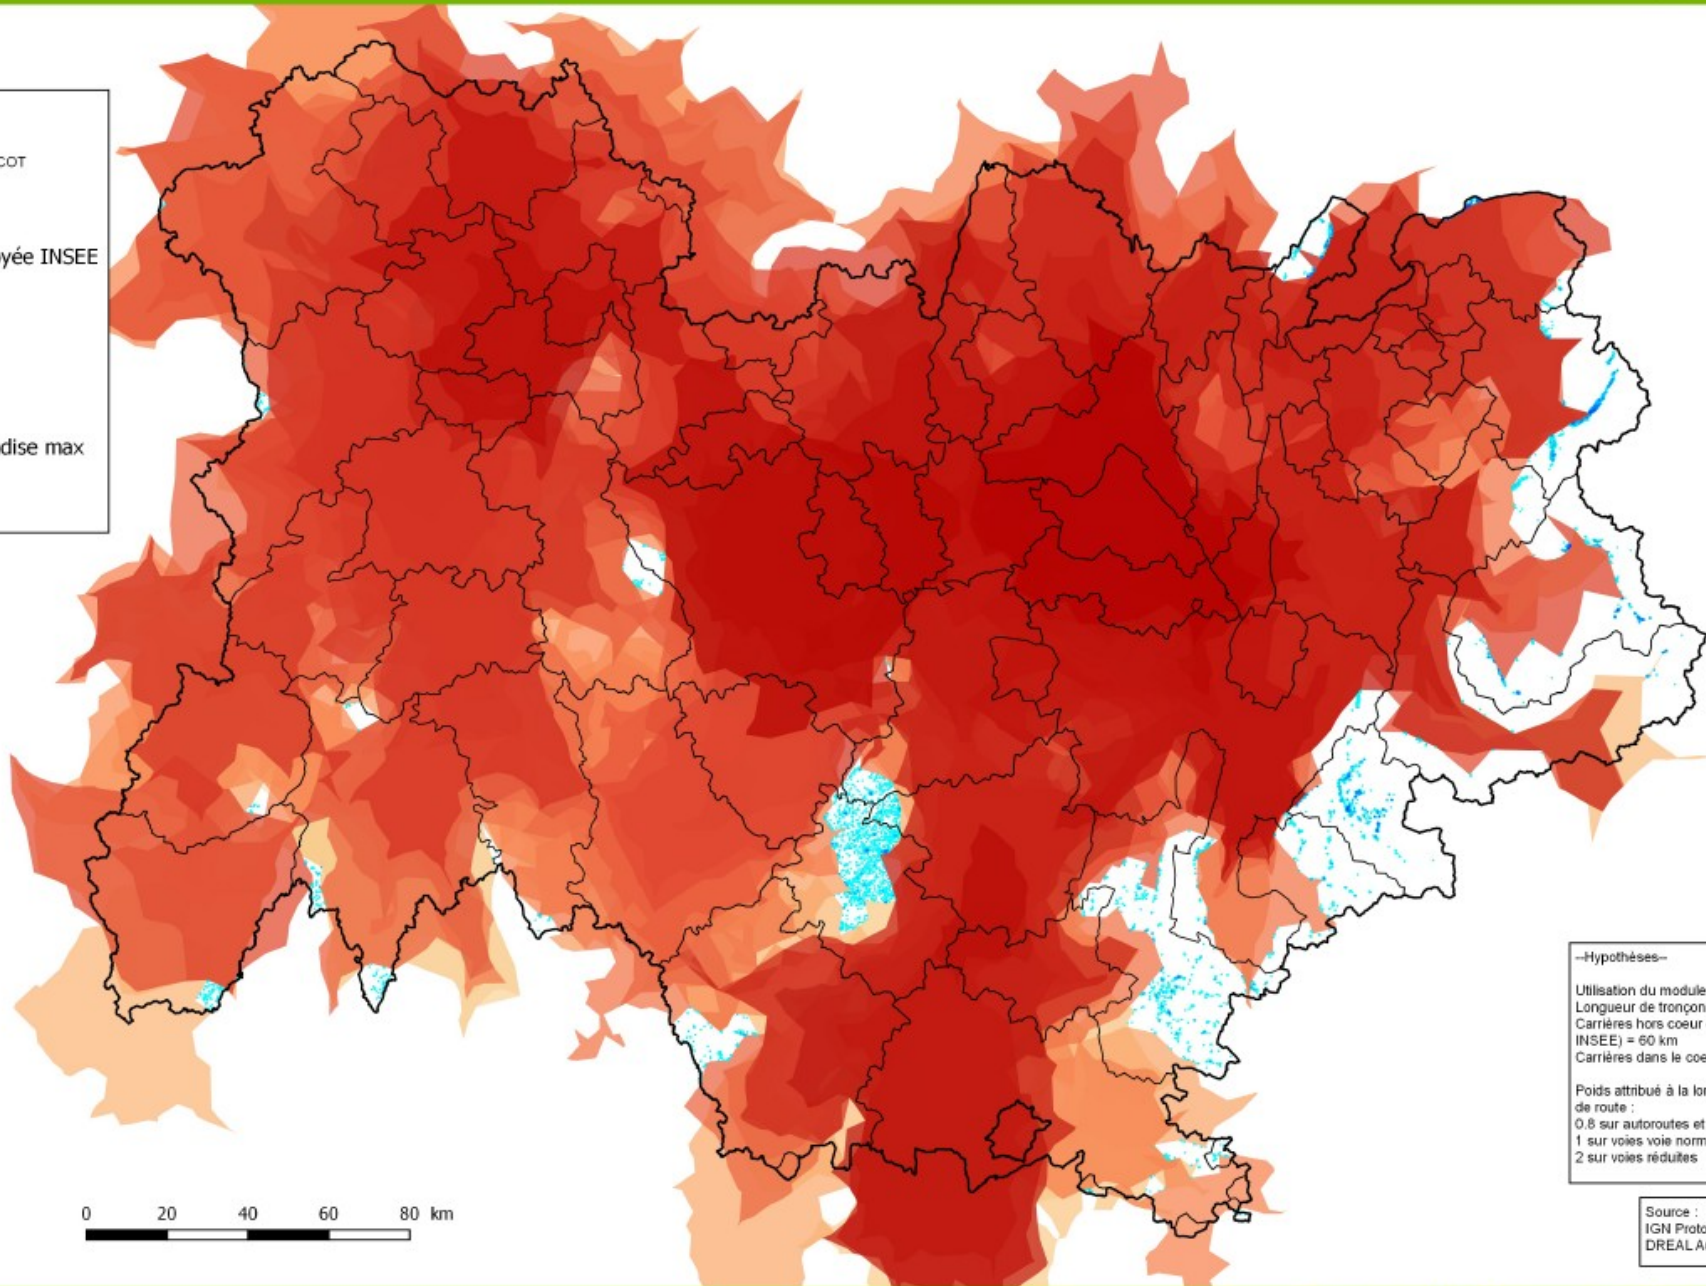 COT
yée INSEE
dise max
0 20 40 60 80 km
--Hypothèses--
Utilisation du module
Longueur de tronçon
Carrières hors coeur
INSEE) = 60 km
Carrières dans le coe
Poids attribué à la lon
de route :
0.8 sur autoroutes et
1 sur voies voie norm
2 sur voies réduites
Source :
IGN Proto
DREAL A